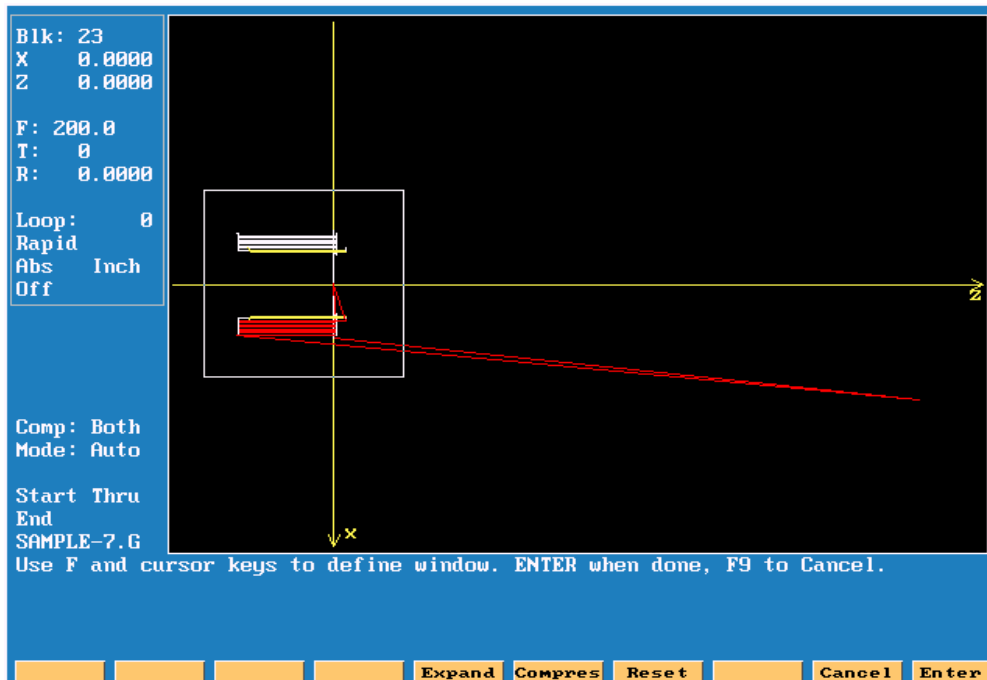 Blk: 23
X 0.0000
Z 0.0000
F: 200.0
T: 0
R: 0.0000
Loop: 0
Rapid
Abs Inch
Off
Z
Comp: Both
Mode: Auto
Start Thru
End
X
SAMPLE-7.G
Use F and cursor keys to define window. ENTER when done, F9 to Cancel.
Expand Compres Reset Cancel Enter